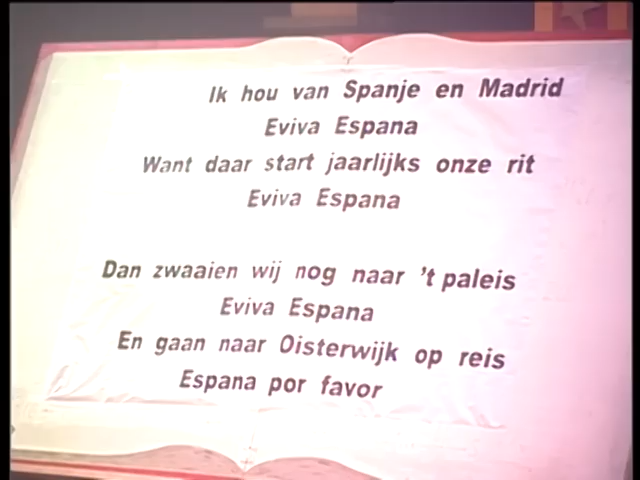 Ik hou van Spanje en Madrid
Eviva Espana
Want daar start jaarlijks onze rit
Eviva Espana
Dan zwaaien wij nog naar 't paleis
Eviva Espana
En gaan naar Oisterwijk op reis
Espana por favor